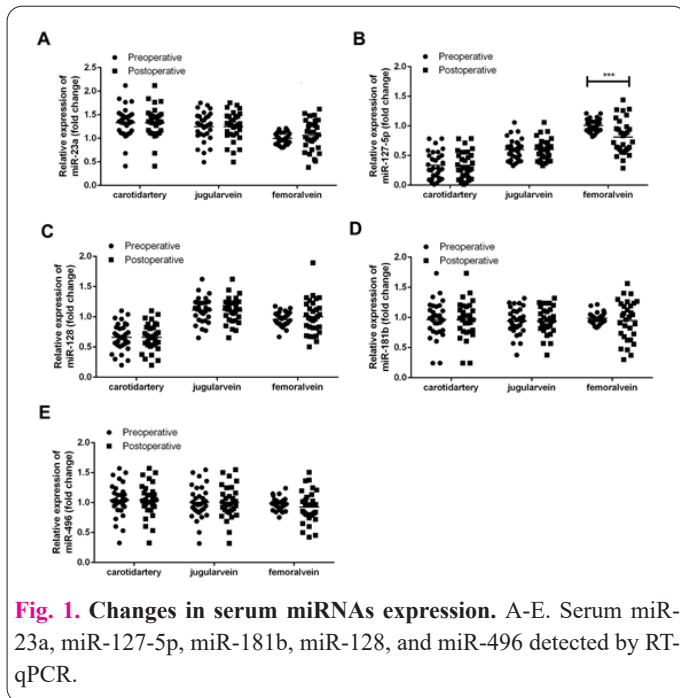 A
Preoperative
Postoperative
Relative expression of
miR-23a (fold change)
2.5
2.0
1.5
1.0
0.5
0.0
carotidartery jugularvein femoralvein
B
Preoperative
Postoperative
Relative expression of
miR-127-5p (fold change)
2.0
1.5
1.0
0.5
0.0
***
carotidartery jugularvein femoralvein
C
Preoperative
Postoperative
Relative expression of
miR-128 (fold change)
2.0
1.5
1.0
0.5
0.0
carotidartery jugularvein femoralvein
D
Preoperative
Postoperative
Relative expression of
miR-181b (fold change)
2.0
1.5
1.0
0.5
0.0
carotidartery jugularvein femoralvein
E
Preoperative
Postoperative
Relative expression of
miR-496 (fold change)
2.0
1.5
1.0
0.5
0.0
carotidartery jugularvein femoralvein
Fig. 1. Changes in serum miRNAs expression. A-E. Serum miR-
23a, miR-127-5p, miR-181b, miR-128, and miR-496 detected by RT-
qPCR.